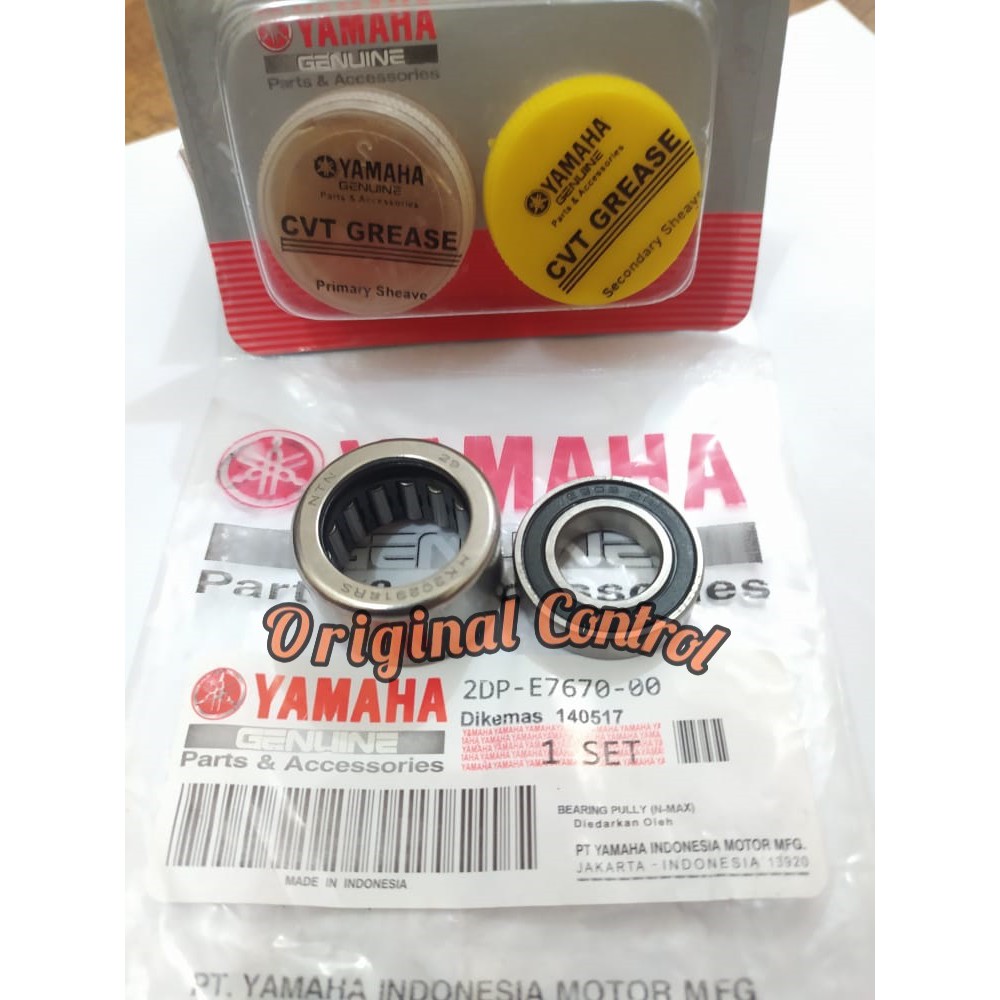 YAMAHA
GENUINE
Parts & Accessories
YAMAHA
GENUINE
Parts & Accessories
CVT GREASE
Primary Sheave
YAMAHA
GENUINE
Parts & Accessories
CVT GREASE
Secondary Sheave
YAMAHA
GENUINE
Parts & Accessories
NTN 29
HK202916RS
Original Control
YAMAHA
GENUINE
Parts & Accessories
2DP-E7670-00
Dikemas 140517
1 SET
BEARING PULLY (N-MAX)
Diedarkan Oleh
PT YAMAHA INDONESIA MOTOR MFG.
JAKARTA - INDONESIA 13920
MADE IN INDONESIA
PT. YAMAHA INDONESIA MOTOR MFG